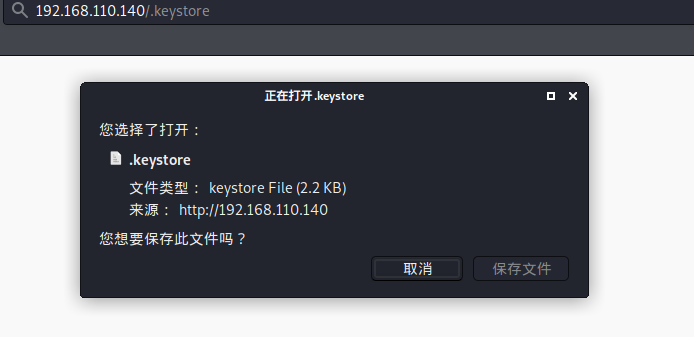 192.168.110.140/.keystore
正在打开.keystore
您选择了打开：
.keystore
文件类型： keystore File (2.2 KB)
来源： http://192.168.110.140
您想要保存此文件吗？
取消
保存文件